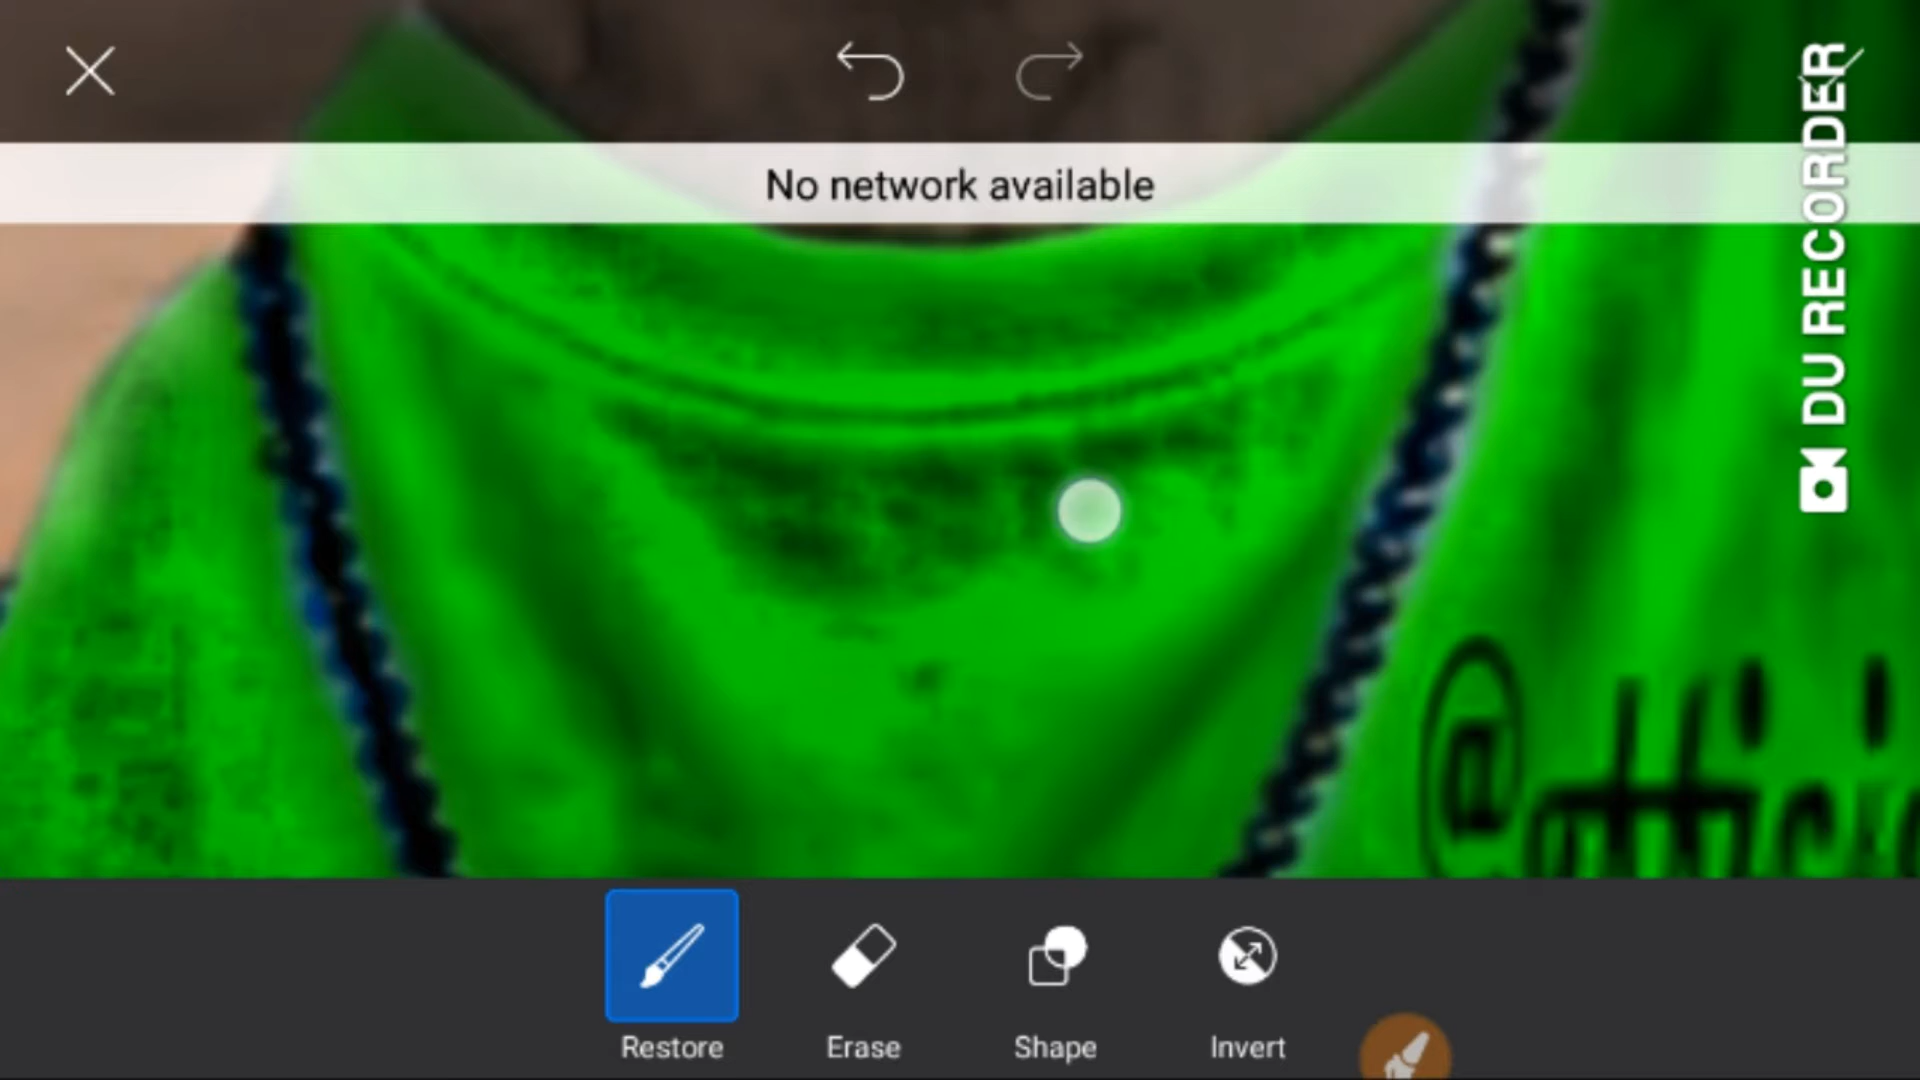 No network available
DU RECORDER
Restore
Erase
Shape
Invert